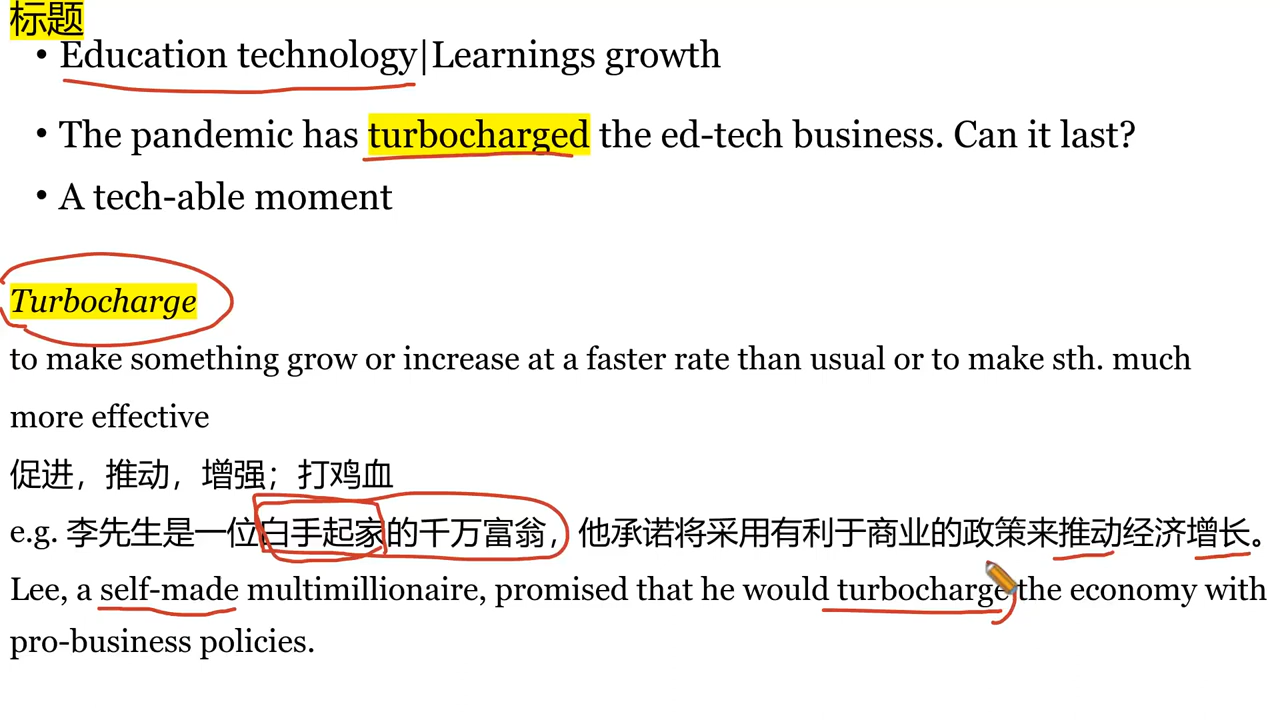 标题
• Education technology|Learnings growth
• The pandemic has turbocharged the ed-tech business. Can it last?
• A tech-able moment
Turbocharge
to make something grow or increase at a faster rate than usual or to make sth. much
more effective
促进，推动，增强；打鸡血
e.g. 李先生是一位白手起家的千万富翁，他承诺将采用有利于商业的政策来推动经济增长。
Lee, a self-made multimillionaire, promised that he would turbocharge the economy with
pro-business policies.